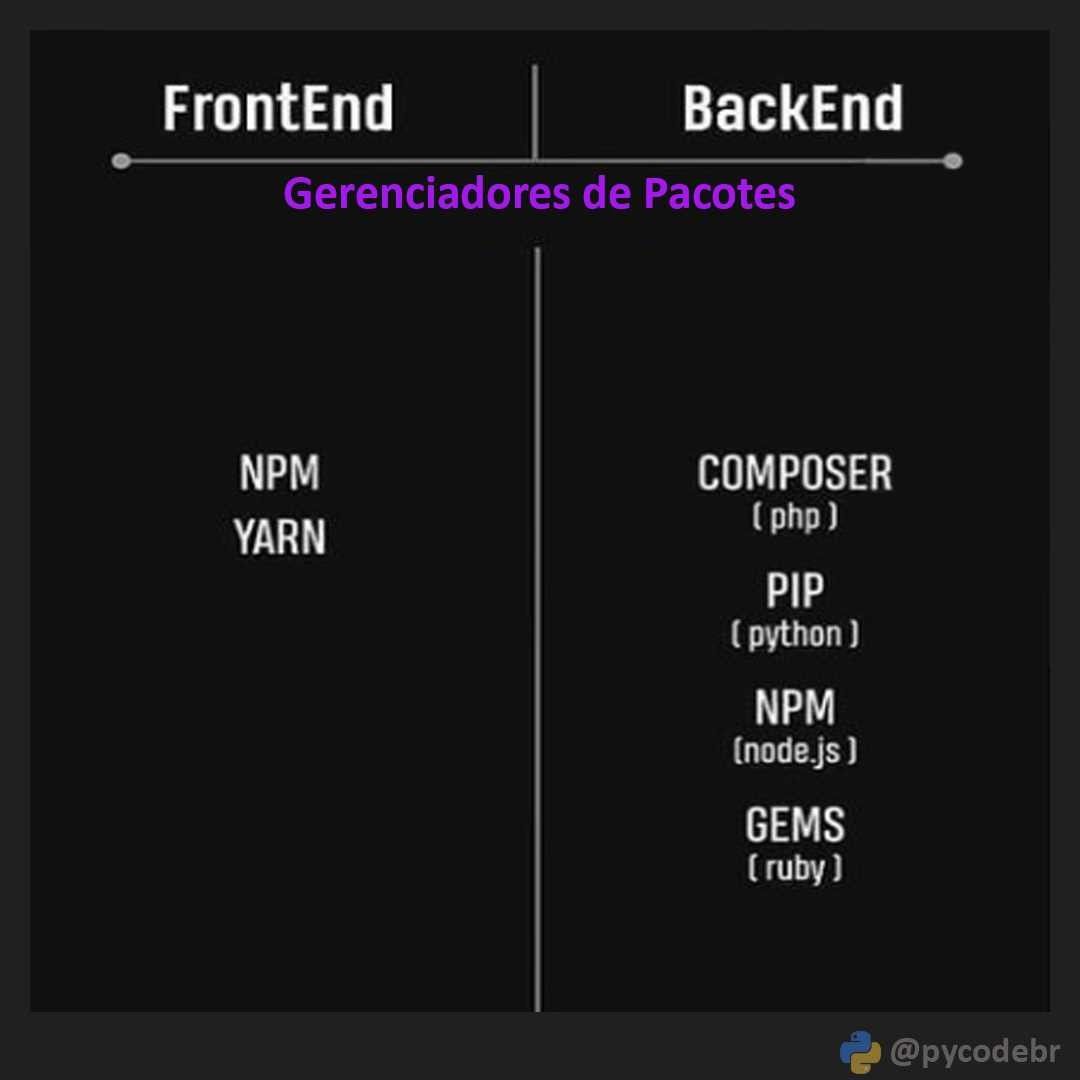 FrontEnd
BackEnd
Gerenciadores de Pacotes
NPM
YARN
COMPOSER
( php )
PIP
( python )
NPM
(node.js )
GEMS
( ruby )
@pycodebr